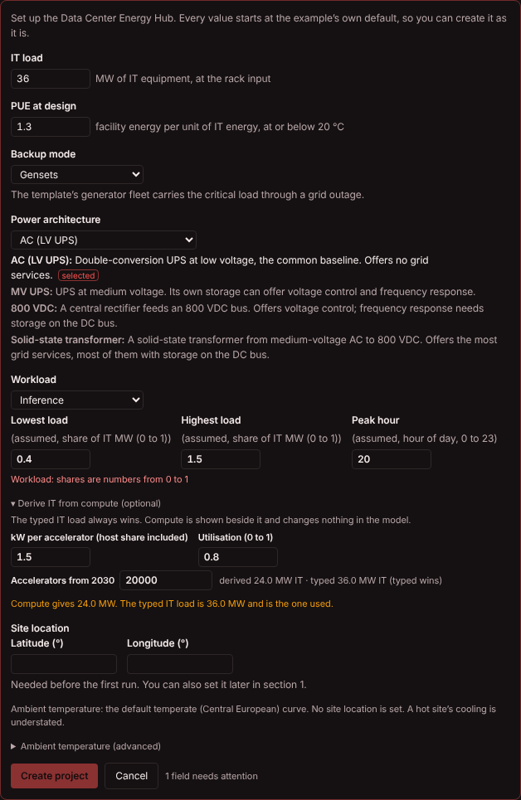 Set up the Data Center Energy Hub. Every value starts at the example's own default, so you can create it as
it is.
IT load
36 MW of IT equipment, at the rack input
PUE at design
1.3 facility energy per unit of IT energy, at or below 20 °C
Backup mode
Gensets
The template's generator fleet carries the critical load through a grid outage.
Power architecture
AC (LV UPS)
AC (LV UPS): Double-conversion UPS at low voltage, the common baseline. Offers no grid
services. selected
MV UPS: UPS at medium voltage. Its own storage can offer voltage control and frequency response.
800 VDC: A central rectifier feeds an 800 VDC bus. Offers voltage control; frequency response needs
storage on the DC bus.
Solid-state transformer: A solid-state transformer from medium-voltage AC to 800 VDC. Offers the most
grid services, most of them with storage on the DC bus.
Workload
Inference
Lowest load Highest load Peak hour
(assumed, share of IT MW (0 to 1)) (assumed, share of IT MW (0 to 1)) (assumed, hour of day, 0 to 23)
0.4 1.5 20
Workload: shares are numbers from 0 to 1
▾ Derive IT from compute (optional)
The typed IT load always wins. Compute is shown beside it and changes nothing in the model.
kW per accelerator (host share included) Utilisation (0 to 1)
1.5 0.8
Accelerators from 2030 20000 derived 24.0 MW IT · typed 36.0 MW IT (typed wins)
Compute gives 24.0 MW. The typed IT load is 36.0 MW and is the one used.
Site location
Latitude (°) Longitude (°)
Needed before the first run. You can also set it later in section 1.
Ambient temperature: the default temperate (Central European) curve. No site location is set. A hot site's cooling is
understated.
▸ Ambient temperature (advanced)
Create project Cancel 1 field needs attention